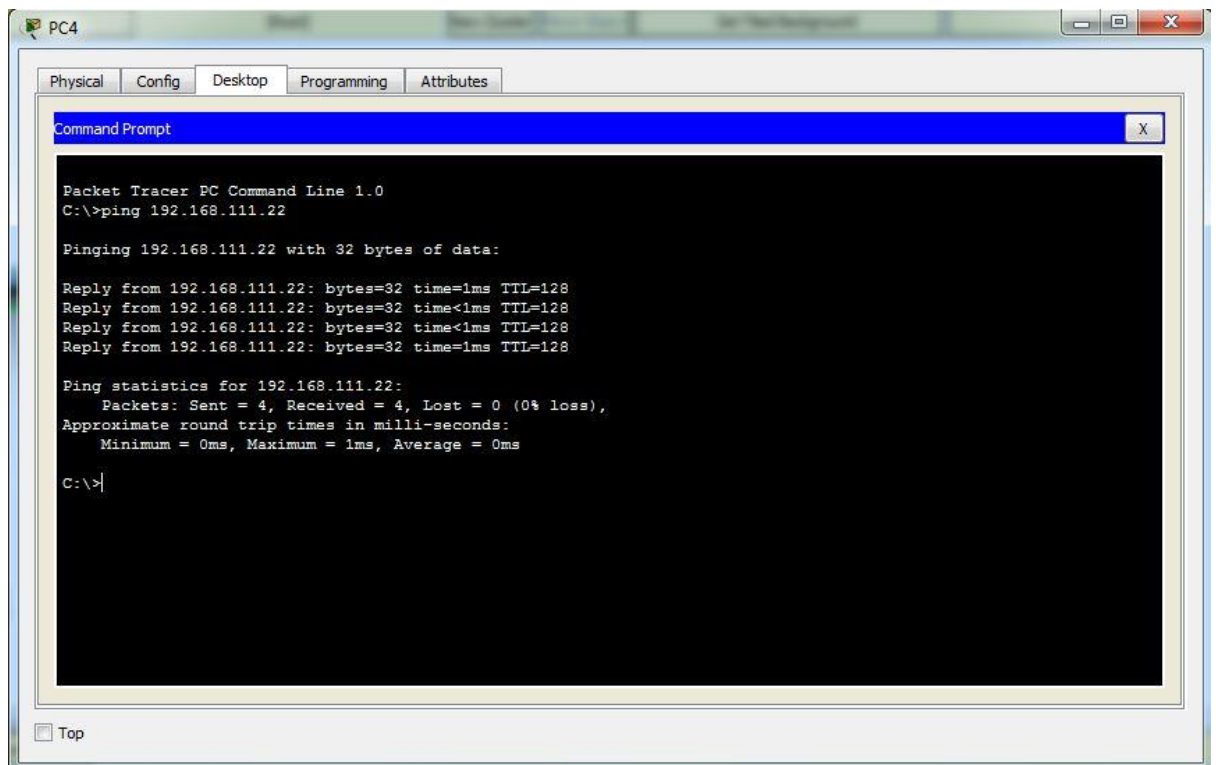 PC4
Physical Config Desktop Programming Attributes
Command Prompt X
Packet Tracer PC Command Line 1.0
C:\>ping 192.168.111.22
Pinging 192.168.111.22 with 32 bytes of data:
Reply from 192.168.111.22: bytes=32 time=1ms TTL=128
Reply from 192.168.111.22: bytes=32 time<1ms TTL=128
Reply from 192.168.111.22: bytes=32 time<1ms TTL=128
Reply from 192.168.111.22: bytes=32 time=1ms TTL=128
Ping statistics for 192.168.111.22:
Packets: Sent = 4, Received = 4, Lost = 0 (0% loss),
Approximate round trip times in milli-seconds:
Minimum = 0ms, Maximum = 1ms, Average = 0ms
C:\>
Top